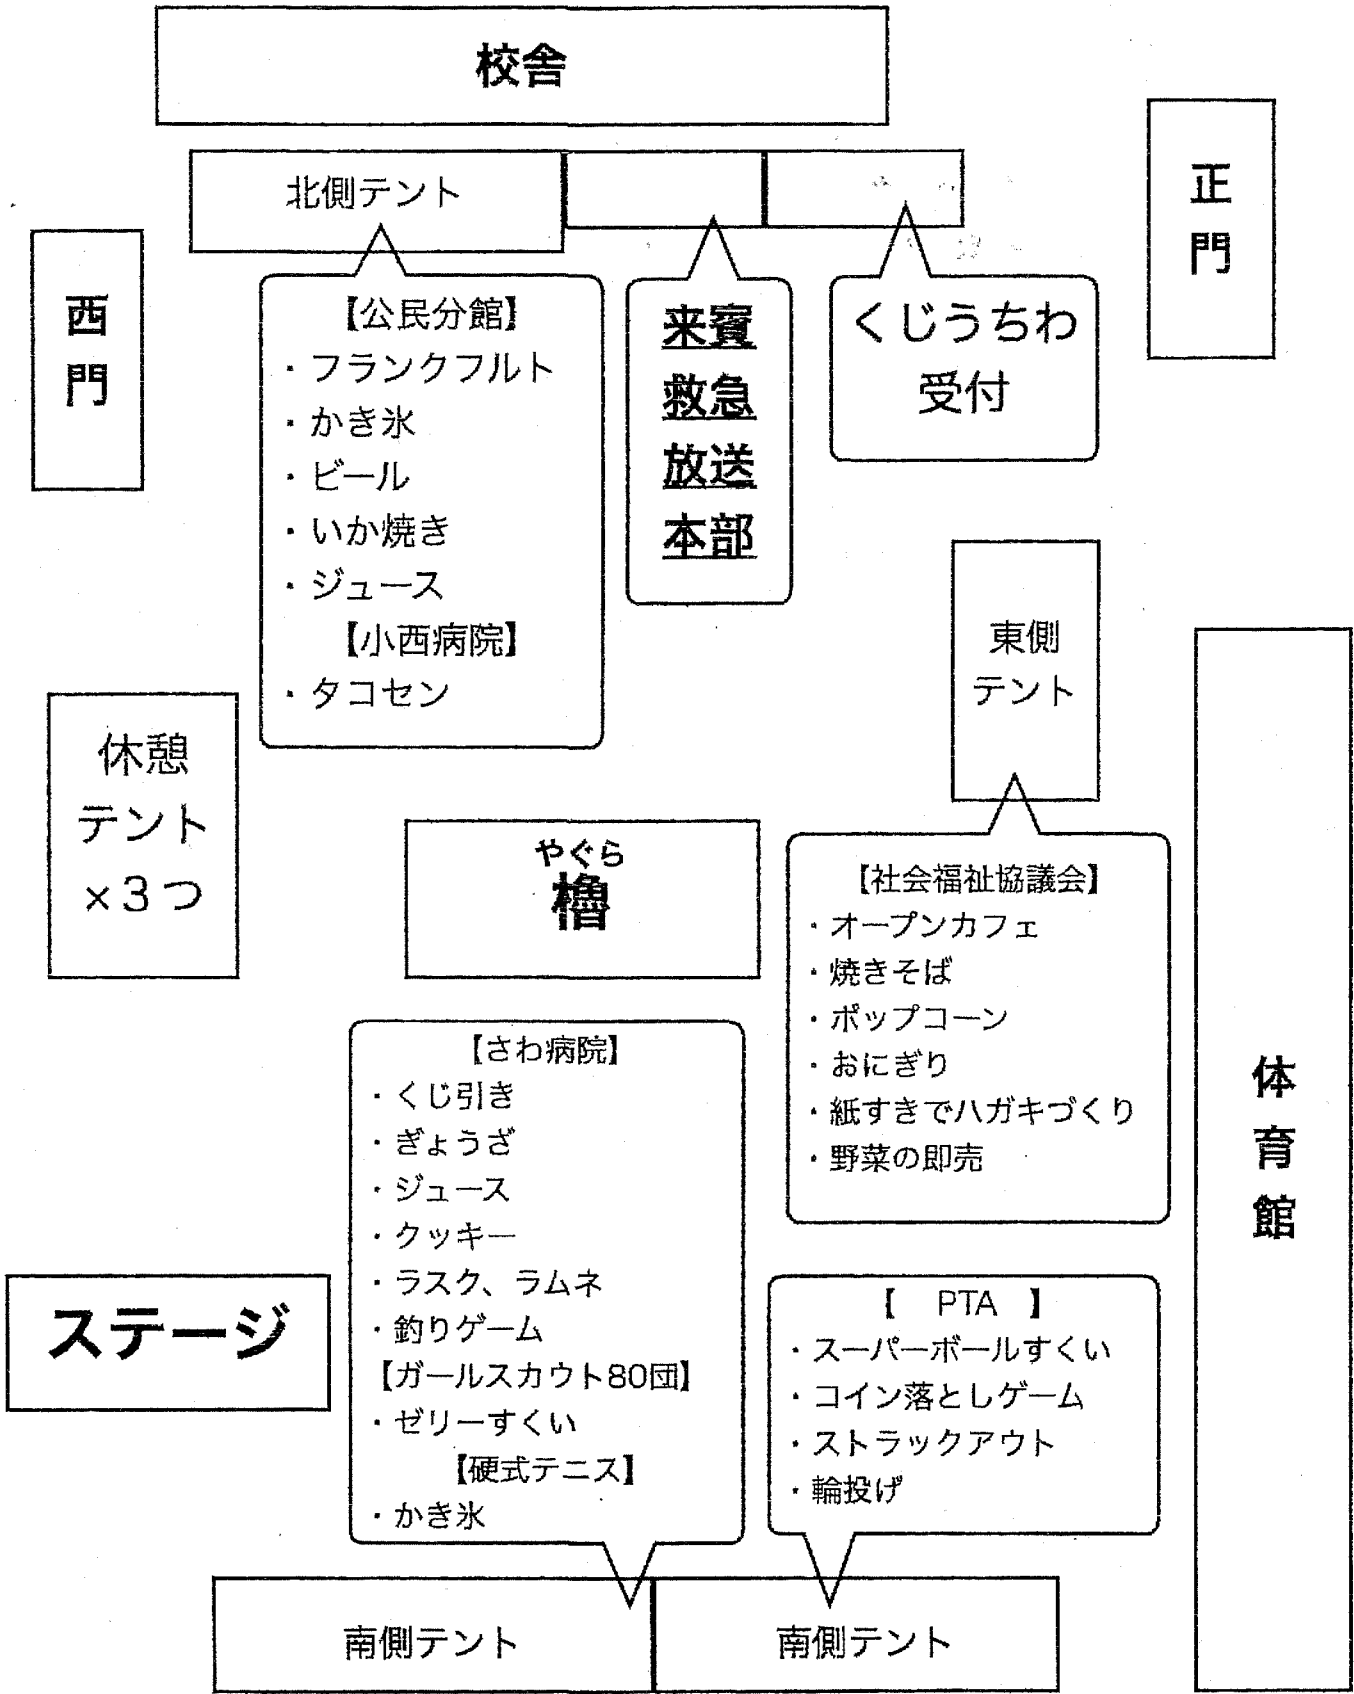 校舎
正門
北側テント
西門
【公民分館】
・フランクフルト
・かき氷
・ビール
・いか焼き
・ジュース
【小西病院】
・タコセン
来賓
救急
放送
本部
くじうちわ
受付
東側
テント
休憩
テント
×3つ
やぐら
櫓
【社会福祉協議会】
・オープンカフェ
・焼きそば
・ポップコーン
・おにぎり
・紙すきでハガキづくり
・野菜の即売
体育館
【さわ病院】
・くじ引き
・ぎょうざ
・ジュース
・クッキー
・ラスク、ラムネ
・釣りゲーム
【ガールスカウト80団】
・ゼリーすくい
【硬式テニス】
・かき氷
ステージ
【　PTA　】
・スーパーボールすくい
・コイン落としゲーム
・ストラックアウト
・輪投げ
南側テント
南側テント